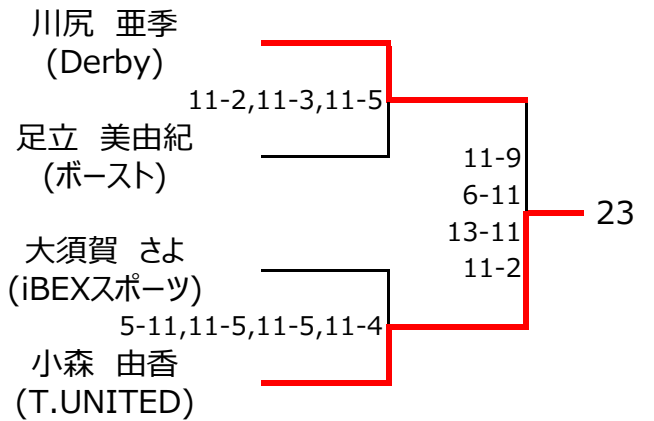 川尻　亜季
(Derby)
11-2,11-3,11-5
足立　美由紀
(ボースト)
11-9
6-11
13-11
11-2
23
大須賀　さよ
(iBEXスポーツ)
5-11,11-5,11-5,11-4
小森　由香
(T.UNITED)